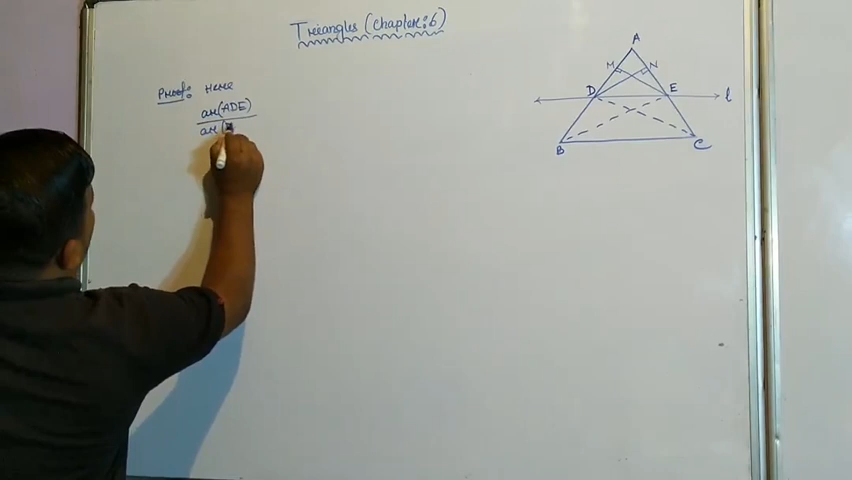 Triangles (Chapter:6)
Proof: Here
ar(ADE)
ar(
A
M N
D E l
B C